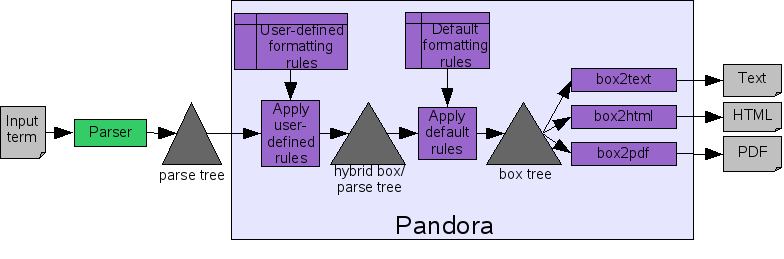 User-defined
formatting
rules
Default
formatting
rules
Input
term
Parser
parse tree
Apply
user-
defined
rules
hybrid box/
parse tree
Apply
default
rules
box tree
box2text
box2html
box2pdf
Text
HTML
PDF
Pandora